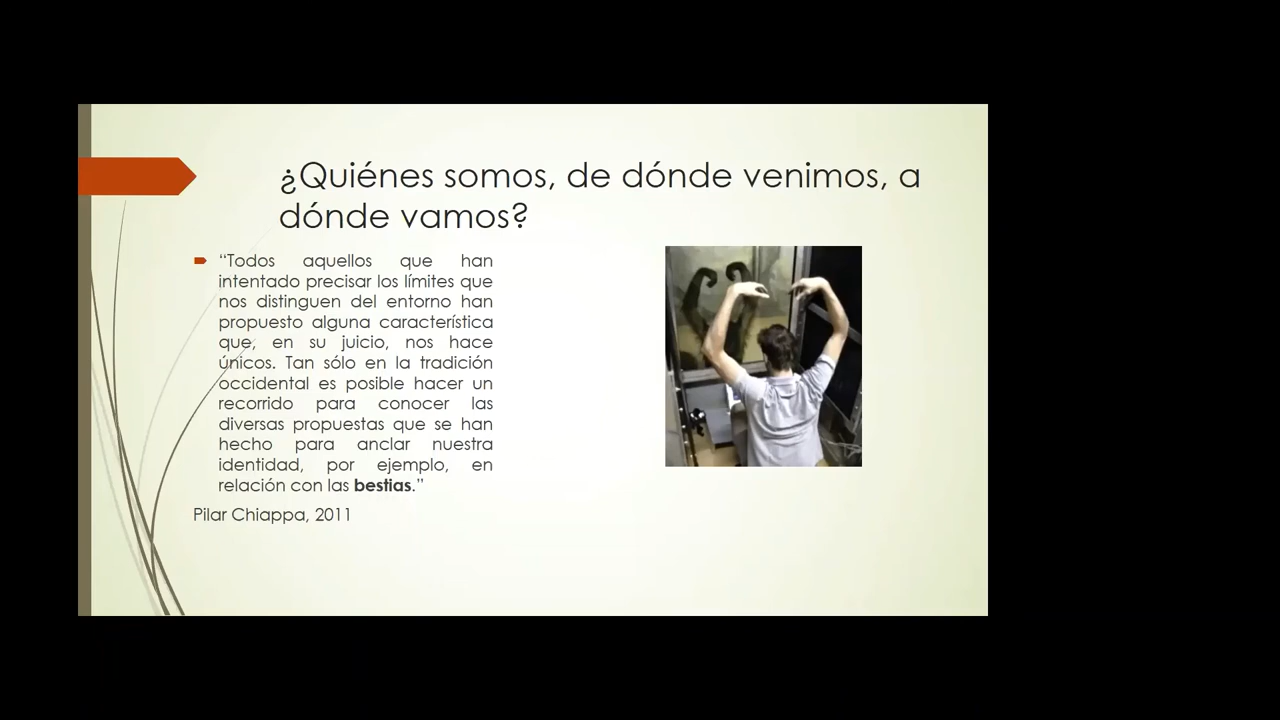 ¿Quiénes somos, de dónde venimos, a
dónde vamos?
“Todos aquellos que han
intentado precisar los límites que
nos distinguen del entorno han
propuesto alguna característica
que, en su juicio, nos hace
únicos. Tan sólo en la tradición
occidental es posible hacer un
recorrido para conocer las
diversas propuestas que se han
hecho para anclar nuestra
identidad, por ejemplo, en
relación con las bestias.”
Pilar Chiappa, 2011